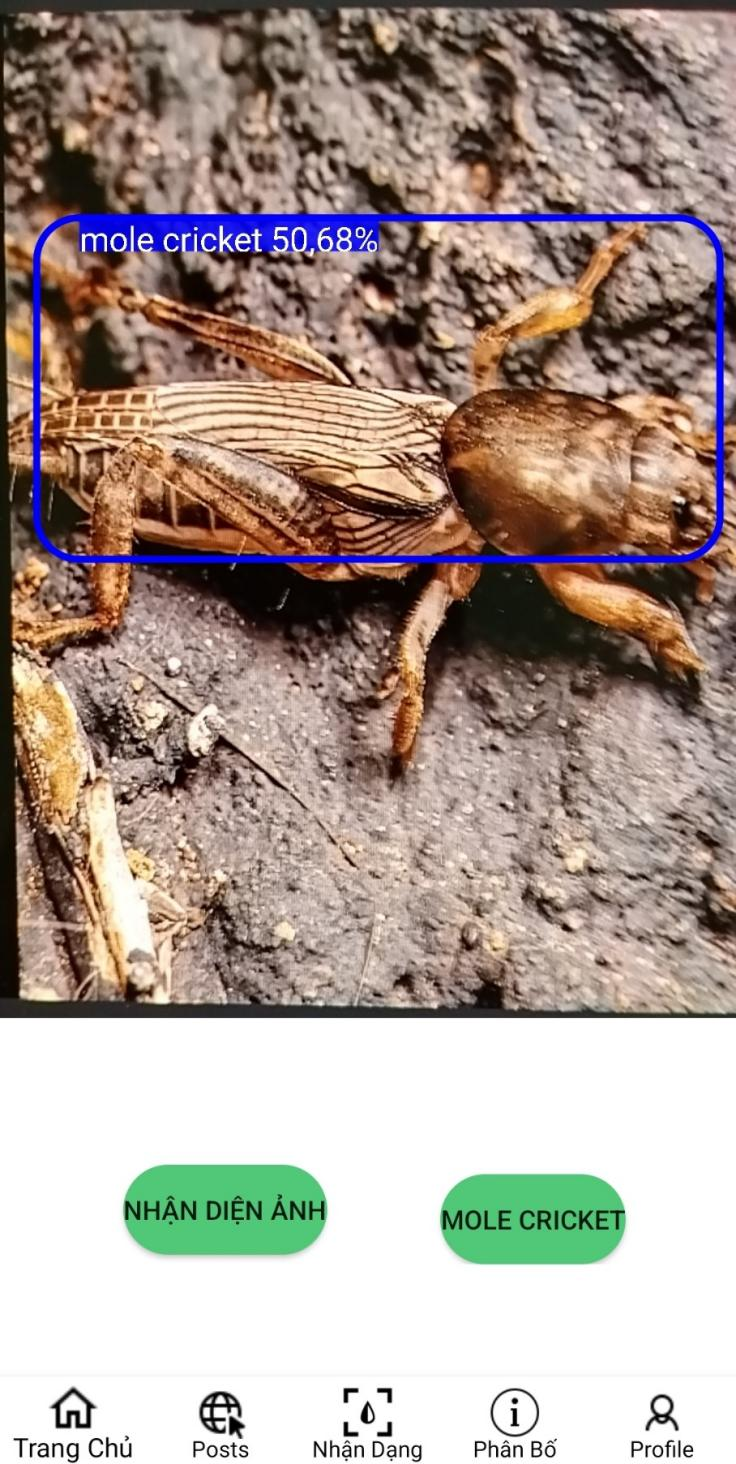 mole cricket 50,68%
NHẬN DIỆN ẢNH
MOLE CRICKET
Trang Chủ
Posts
Nhận Dạng
Phân Bố
Profile